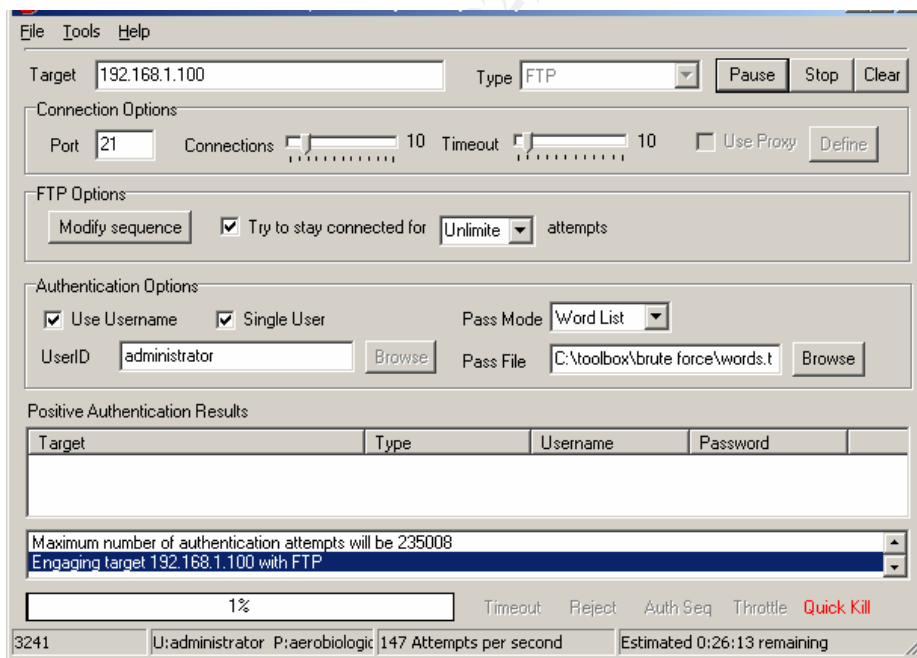 File Tools Help
Target 192.168.1.100 Type FTP Pause Stop Clear
Connection Options
Port 21 Connections 10 Timeout 10 Use Proxy Define
FTP Options
Modify sequence Try to stay connected for Unlimite attempts
Authentication Options
Use Username Single User Pass Mode Word List
UserID administrator Browse Pass File C:\toolbox\brute force\words.t Browse
Positive Authentication Results
Target Type Username Password
Maximum number of authentication attempts will be 235008
Engaging target 192.168.1.100 with FTP
1% Timeout Reject Auth Seq Throttle Quick Kill
3241 U:administrator P:aerobiologic 147 Attempts per second Estimated 0:26:13 remaining